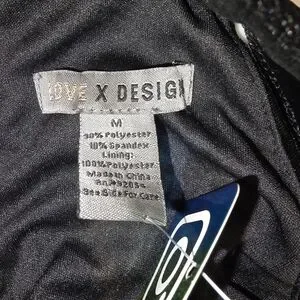 LOVE X DESIGN
M
90% Polyester
10% Spandex
Lining:
100% Polyester
Made In China
See Side For Care